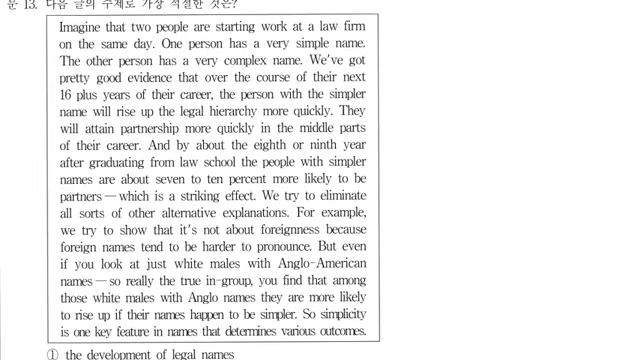 문 13. 다음 글의 주제로 가장 적절한 것은?
Imagine that two people are starting work at a law firm
on the same day. One person has a very simple name.
The other person has a very complex name. We've got
pretty good evidence that over the course of their next
16 plus years of their career, the person with the simpler
name will rise up the legal hierarchy more quickly. They
will attain partnership more quickly in the middle parts
of their career. And by about the eighth or ninth year
after graduating from law school the people with simpler
names are about seven to ten percent more likely to be
partners — which is a striking effect. We try to eliminate
all sorts of other alternative explanations. For example,
we try to show that it's not about foreignness because
foreign names tend to be harder to pronounce. But even
if you look at just white males with Anglo-American
names — so really the true in-group, you find that among
those white males with Anglo names they are more likely
to rise up if their names happen to be simpler. So simplicity
is one key feature in names that determines various outcomes.
① the development of legal names